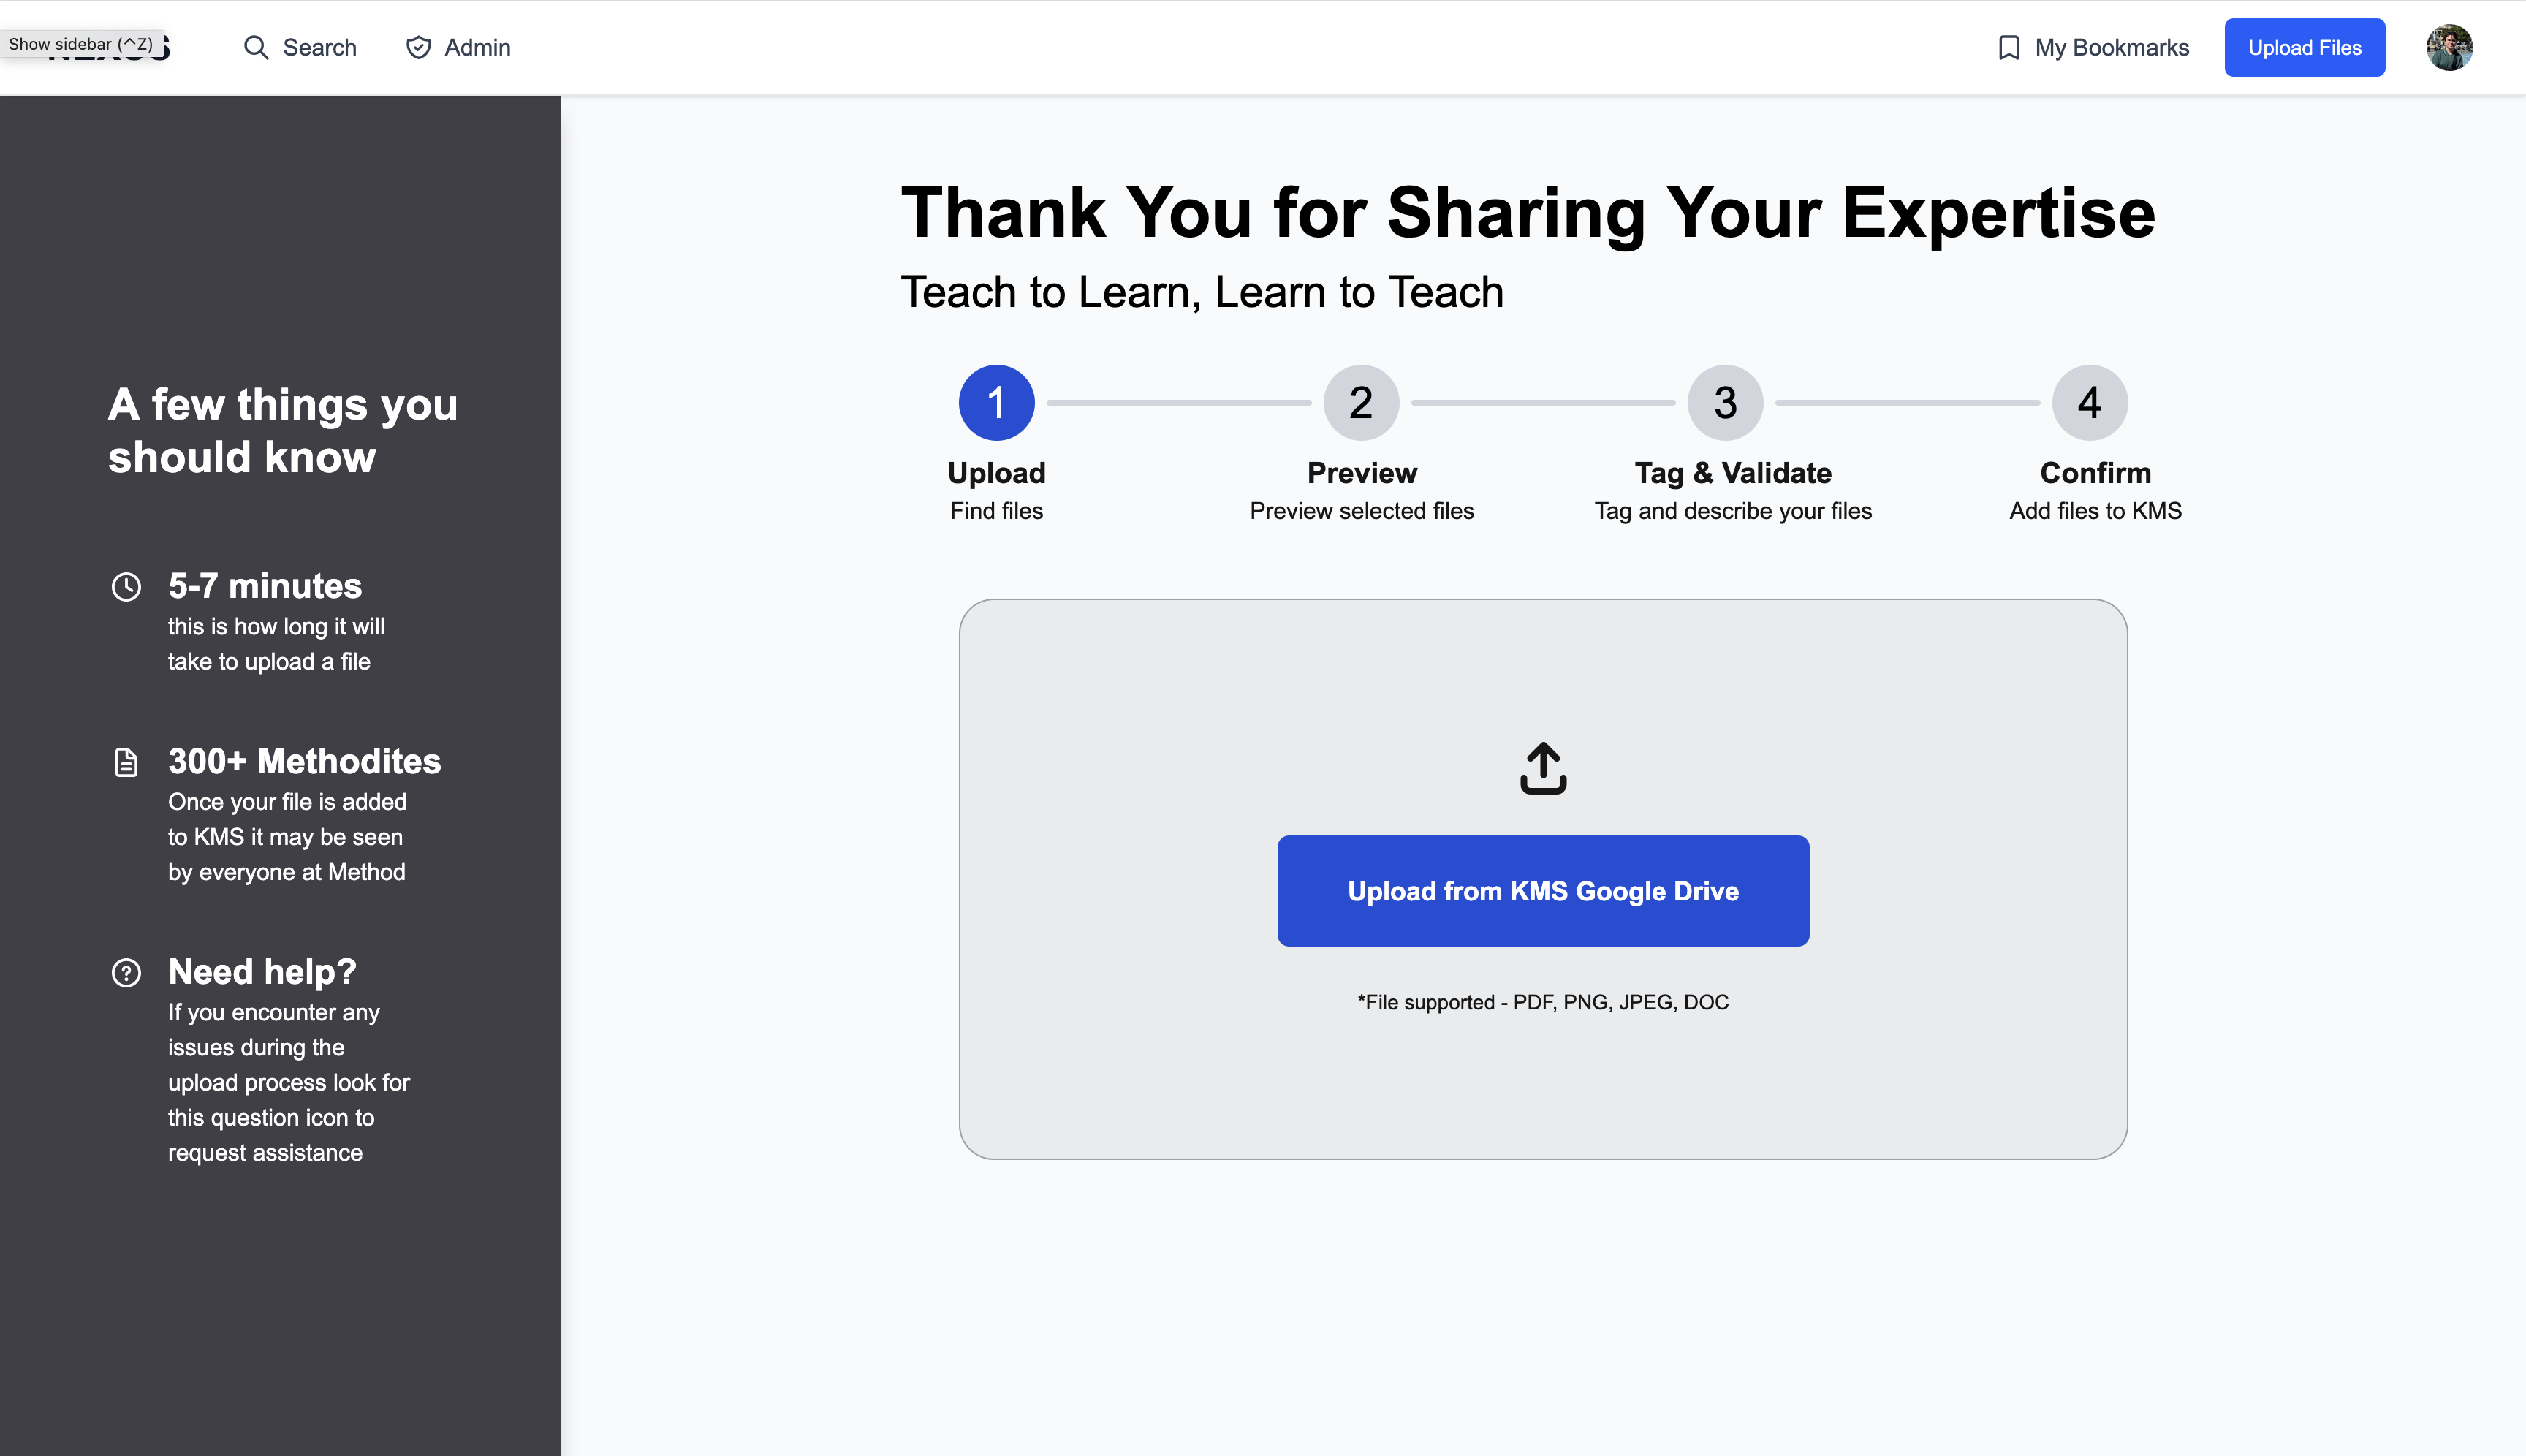 Show sidebar (^Z)
Search
Admin
My Bookmarks
Upload Files
A few things you
should know
5-7 minutes
this is how long it will
take to upload a file
300+ Methodites
Once your file is added
to KMS it may be seen
by everyone at Method
Need help?
If you encounter any
issues during the
upload process look for
this question icon to
request assistance
Thank You for Sharing Your Expertise
Teach to Learn, Learn to Teach
1
2
3
4
Upload
Preview
Tag & Validate
Confirm
Find files
Preview selected files
Tag and describe your files
Add files to KMS
Upload from KMS Google Drive
*File supported - PDF, PNG, JPEG, DOC